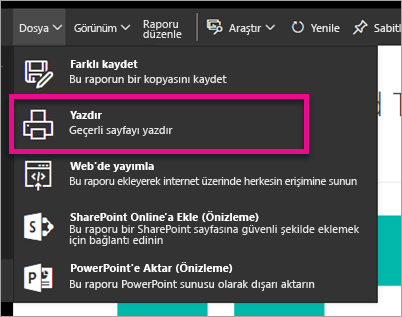 Dosya Görünüm Raporu düzenle Araştır Yenile Sabitl
Farklı kaydet
Bu raporun bir kopyasını kaydet
Yazdır
Geçerli sayfayı yazdır
Web'de yayımla
Bu raporu ekleyerek internet üzerinde herkesin erişimine sunun
SharePoint Online'a Ekle (Önizleme)
Bu raporu bir SharePoint sayfasına güvenli şekilde eklemek
için bağlantı edinin
PowerPoint'e Aktar (Önizleme)
Bu raporu PowerPoint sunusu olarak dışarı aktarın